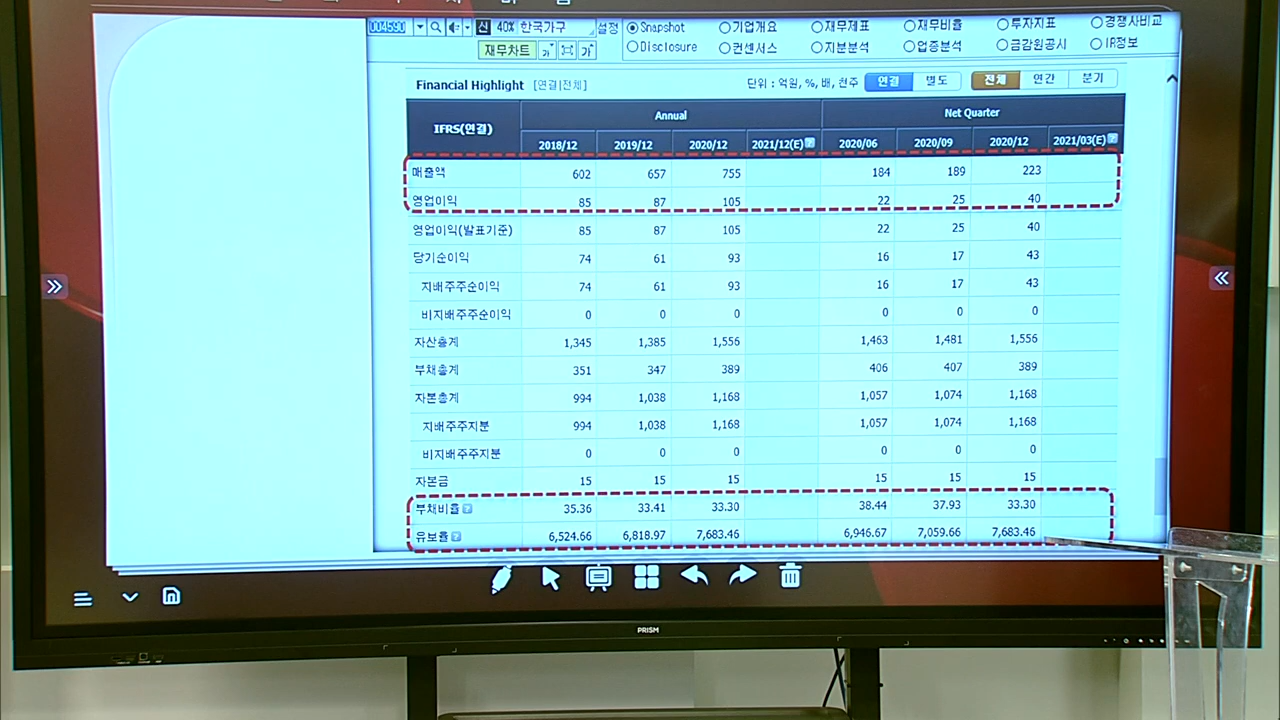 004590 신 40% 한국가구 설정 Snapshot 기업개요 재무제표 재무비율 투자지표 경쟁사비교
재무차트 Disclosure 컨센서스 지분분석 업종분석 금감원공시 IR정보
Financial Highlight [연결|전체] 단위 : 억원, %, 배, 천주 연결 별도 전체 연간 분기
IFRS(연결) Annual Net Quarter
2018/12 2019/12 2020/12 2021/12(E) 2020/06 2020/09 2020/12 2021/03(E)
매출액 602 657 755 184 189 223
영업이익 85 87 105 22 25 40
영업이익(발표기준) 85 87 105 22 25 40
당기순이익 74 61 93 16 17 43
지배주주순이익 74 61 93 16 17 43
비지배주주순이익 0 0 0 0 0 0
자산총계 1,345 1,385 1,556 1,463 1,481 1,556
부채총계 351 347 389 406 407 389
자본총계 994 1,038 1,168 1,057 1,074 1,168
지배주주지분 994 1,038 1,168 1,057 1,074 1,168
비지배주주지분 0 0 0 0 0 0
자본금 15 15 15 15 15 15
부채비율 35.36 33.41 33.30 38.44 37.93 33.30
유보율 6,524.66 6,818.97 7,683.46 6,946.67 7,059.66 7,683.46
PRISM